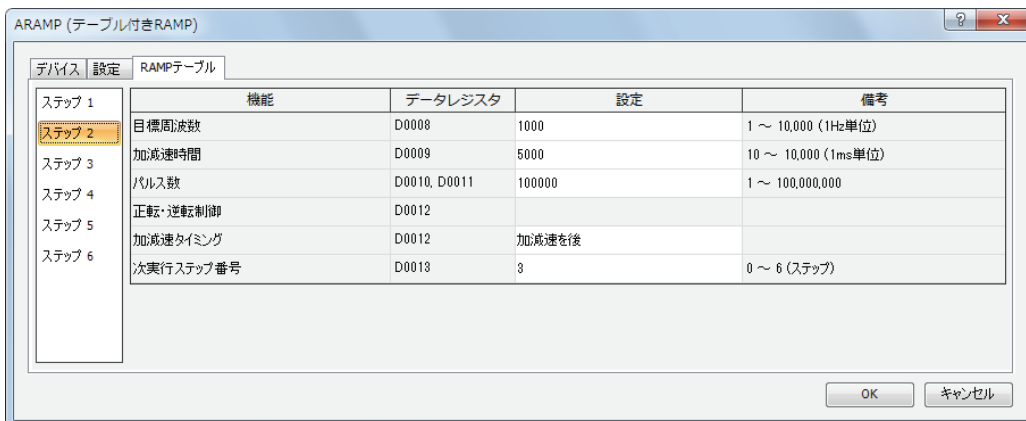 ARAMP (テーブル付きRAMP)
デバイス 設定 RAMPテーブル
ステップ 1
ステップ 2
ステップ 3
ステップ 4
ステップ 5
ステップ 6
機能 データレジスタ 設定 備考
目標周波数 D0008 1000 1 ～ 10,000 (1Hz単位)
加減速時間 D0009 5000 10 ～ 10,000 (1ms単位)
パルス数 D0010, D0011 100000 1 ～ 100,000,000
正転・逆転制御 D0012
加減速タイミング D0012 加減速を後
次実行ステップ番号 D0013 3 0 ～ 6 (ステップ)
OK キャンセル